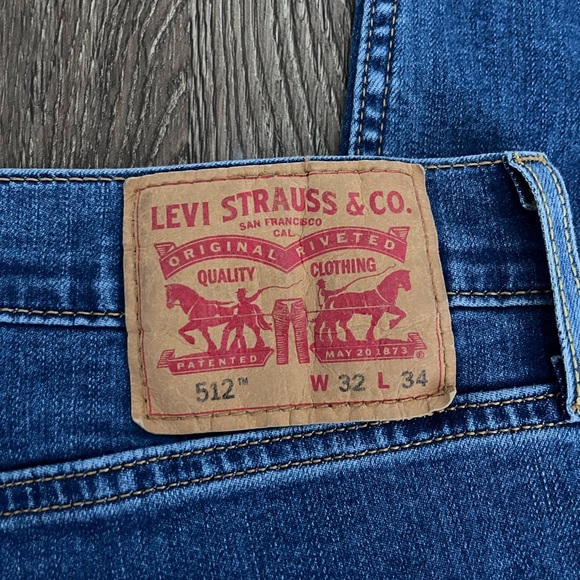 LEVI STRAUSS & CO.
SAN FRANCISCO
CAL.
ORIGINAL RIVETED
QUALITY CLOTHING
PATENTED MAY 20 1873 ®
512™ W 32 L 34